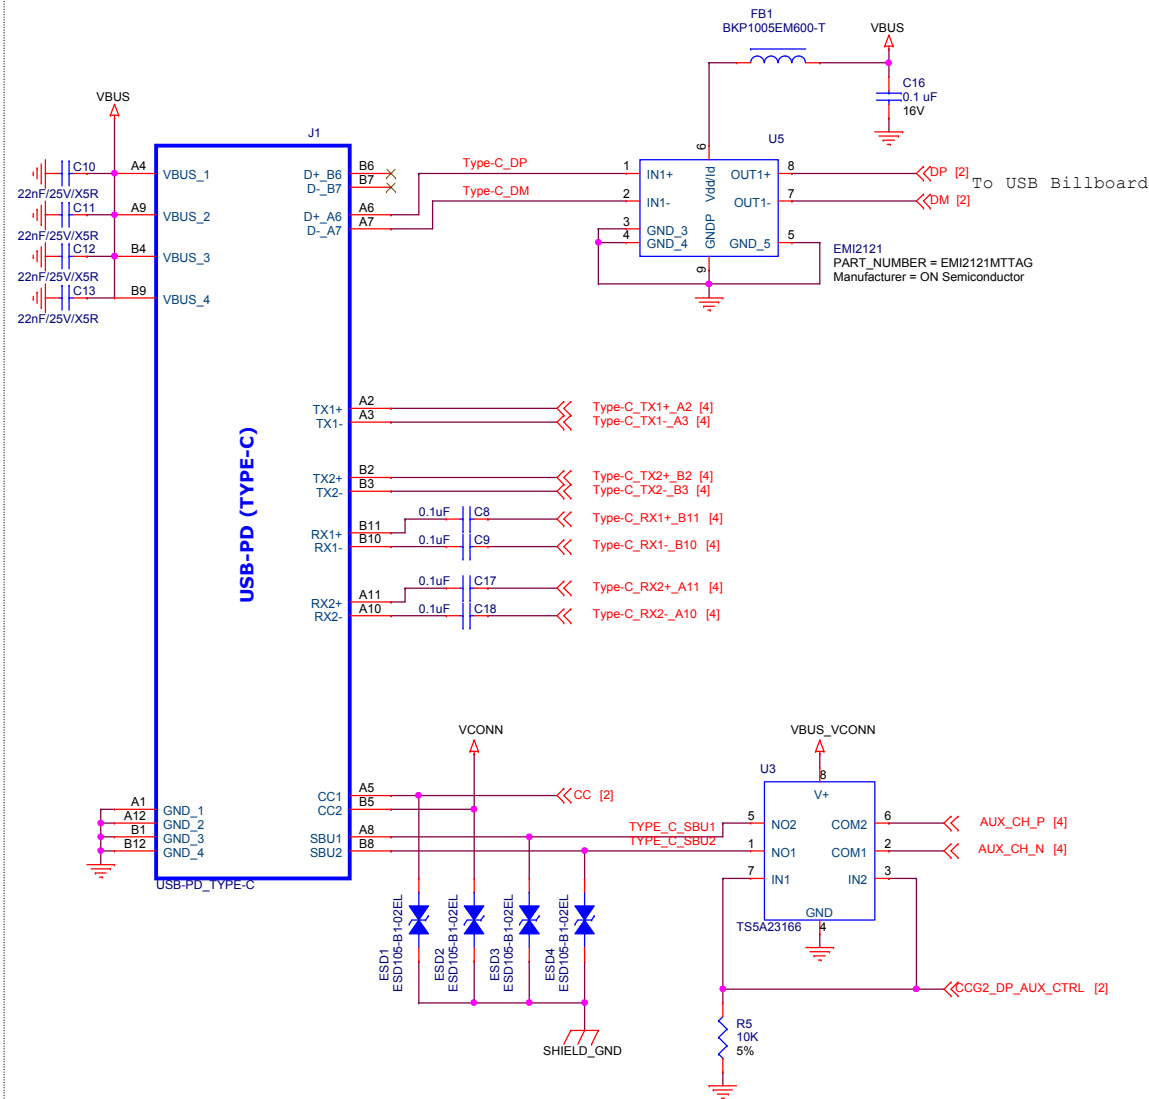 FB1
BKP1005EM600-T
VBUS
C16
0.1 uF
16V
VBUS
J1
U5
C10
22nF/25V/X5R
C11
22nF/25V/X5R
C12
22nF/25V/X5R
C13
22nF/25V/X5R
A4
A9
B4
B9
VBUS_1
VBUS_2
VBUS_3
VBUS_4
D+_B6
D-_B7
D+_A6
D-_A7
B6
B7
A6
A7
Type-C_DP
Type-C_DM
1
2
3
4
6
8
7
5
9
IN1+
IN1-
GND_3
GND_4
Vdd/Id
GNDP
OUT1+
OUT1-
GND_5
DP [2]
DM [2]
To USB Billboard
EMI2121
PART_NUMBER = EMI2121MTTAG
Manufacturer = ON Semiconductor
USB-PD (TYPE-C)
TX1+
TX1-
A2
A3
Type-C_TX1+_A2 [4]
Type-C_TX1-_A3 [4]
TX2+
TX2-
B2
B3
Type-C_TX2+_B2 [4]
Type-C_TX2-_B3 [4]
RX1+
RX1-
B11
B10
0.1uF
C8
0.1uF
C9
Type-C_RX1+_B11 [4]
Type-C_RX1-_B10 [4]
RX2+
RX2-
A11
A10
0.1uF
C17
0.1uF
C18
Type-C_RX2+_A11 [4]
Type-C_RX2-_A10 [4]
VCONN
VBUS_VCONN
A1
A12
B1
B12
GND_1
GND_2
GND_3
GND_4
USB-PD_TYPE-C
CC1
CC2
SBU1
SBU2
A5
B5
A8
B8
CC [2]
TYPE_C_SBU1
TYPE_C_SBU2
U3
8
V+
5
1
7
NO2
NO1
IN1
COM2
COM1
IN2
6
2
3
GND
4
TS5A23166
AUX_CH_P [4]
AUX_CH_N [4]
ESD1
ESD105-B1-02EL
ESD2
ESD105-B1-02EL
ESD3
ESD105-B1-02EL
ESD4
ESD105-B1-02EL
SHIELD_GND
CCG2_DP_AUX_CTRL [2]
R5
10K
5%